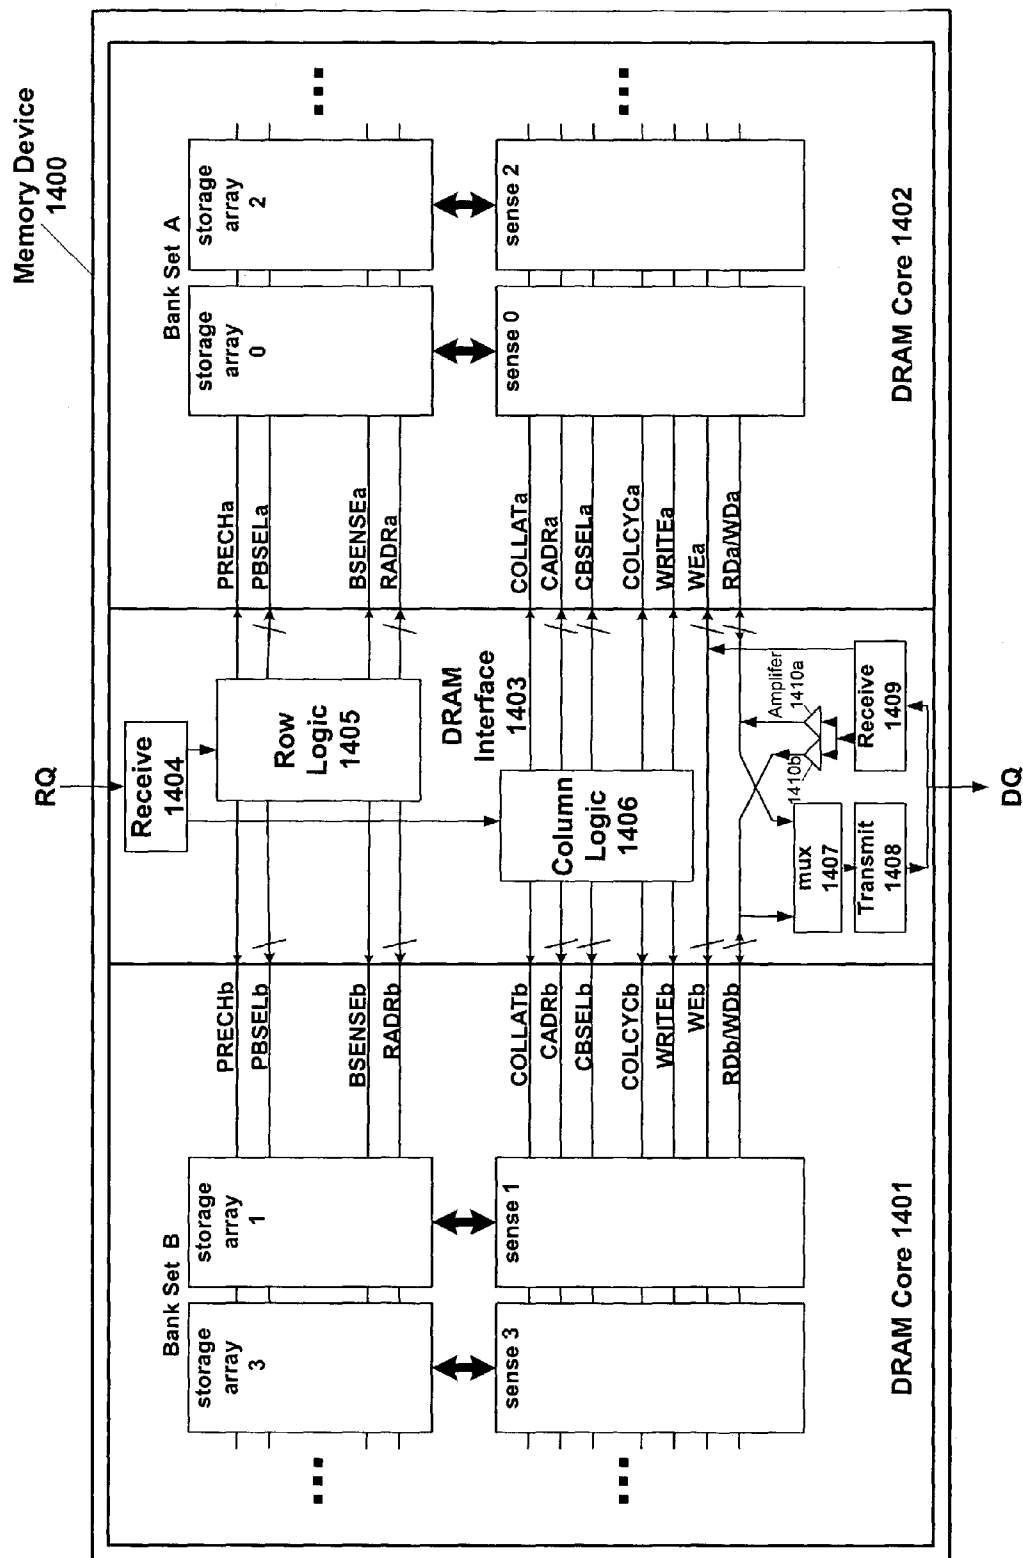 Memory Device
1400
RQ
DQ
Bank Set B
storage
array
3
storage
array
1
sense 3
sense 1
DRAM Core 1401
PRECHb
PBSELb
BSENSEb
RADRb
COLLATb
CADRb
CBSELb
COLCYCb
WRITEb
WEb
RDb/WDb
Receive
1404
Row
Logic
1405
DRAM
Interface
1403
Column
Logic
1406
mux
1407
Transmit
1408
Amplifer
1410a
1410b
Receive
1409
PRECHa
PBSELa
BSENSEa
RADRa
COLLATa
CADRa
CBSELa
COLCYCa
WRITEa
WEa
RDa/WDa
Bank Set A
storage
array
0
storage
array
2
sense 0
sense 2
DRAM Core 1402